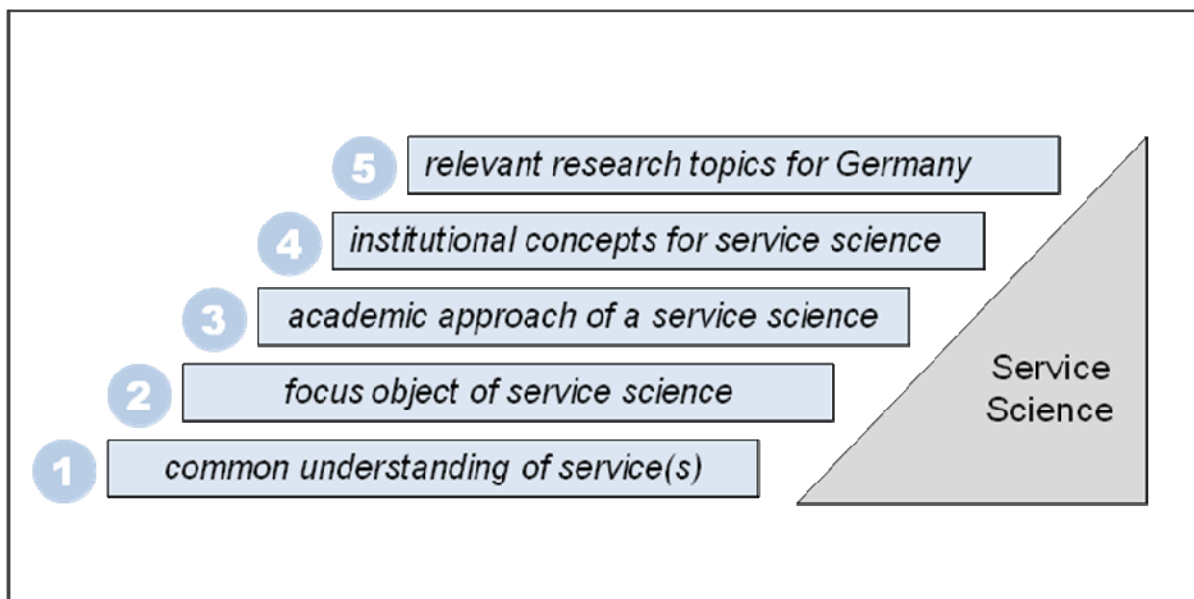 5 relevant research topics for Germany
4 institutional concepts for service science
3 academic approach of a service science
2 focus object of service science
1 common understanding of service(s)
Service
Science